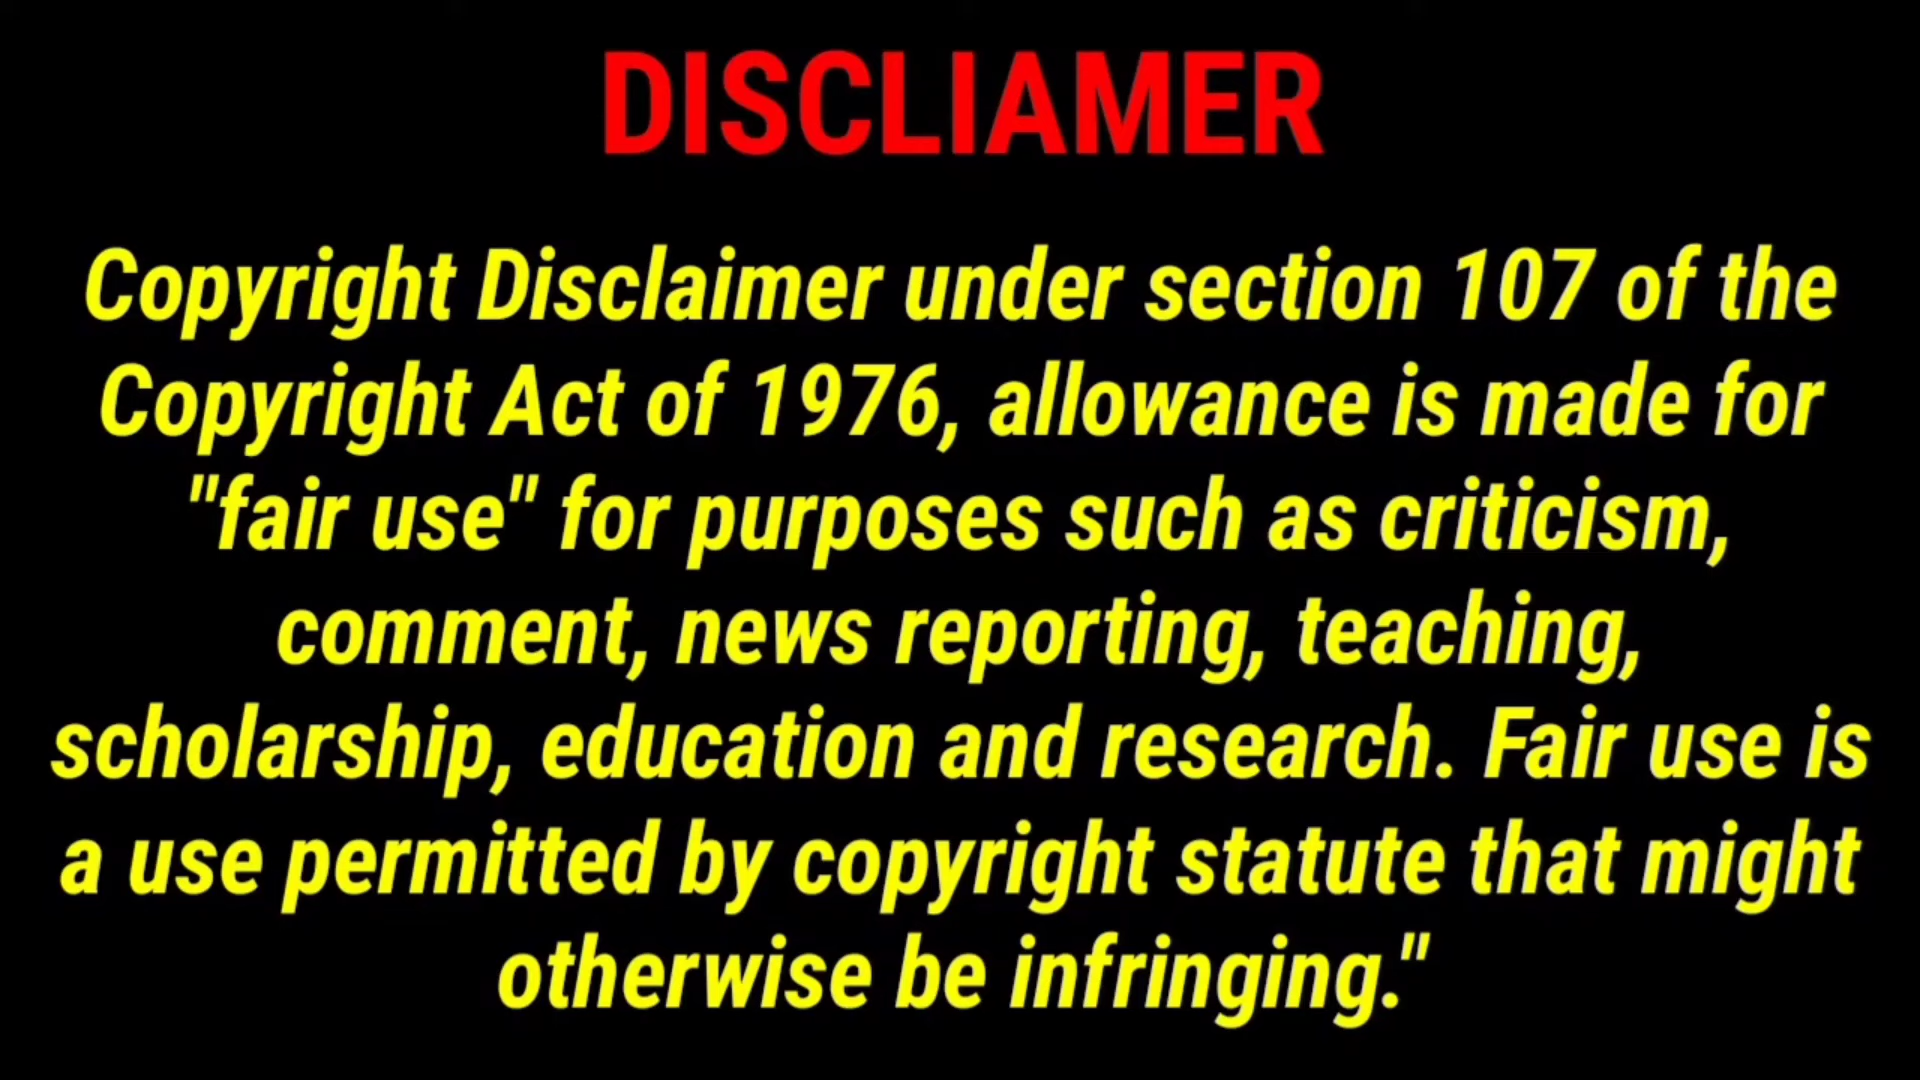 DISCLIAMER
Copyright Disclaimer under section 107 of the
Copyright Act of 1976, allowance is made for
"fair use" for purposes such as criticism,
comment, news reporting, teaching,
scholarship, education and research. Fair use is
a use permitted by copyright statute that might
otherwise be infringing."